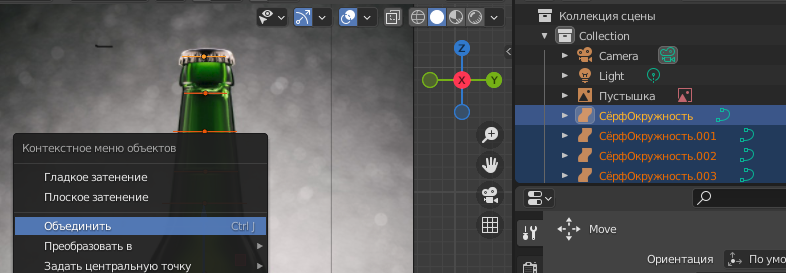 Коллекция сцены
Collection
Camera
Light
Пустышка
СёрфОкружность
СёрфОкружность.001
СёрфОкружность.002
СёрфОкружность.003
Z
X
Y
Контекстное меню объектов
Гладкое затенение
Плоское затенение
Объединить Ctrl J
Преобразовать в
Задать центральную точку
Move
Ориентация По умо